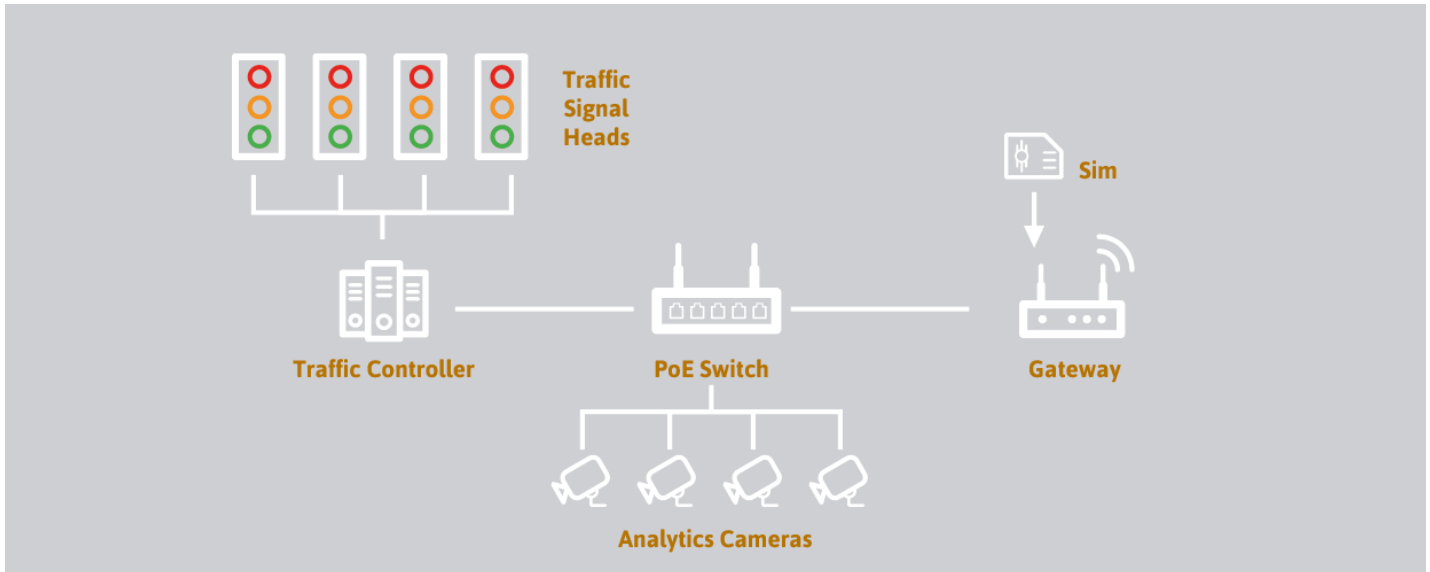 Traffic
Signal
Heads
Sim
Traffic Controller
PoE Switch
Gateway
Analytics Cameras